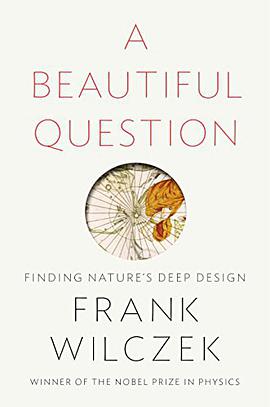 A
BEAUTIFUL
QUESTION
FINDING NATURE'S DEEP DESIGN
FRANK
WILCZEK
WINNER OF THE NOBEL PRIZE IN PHYSICS